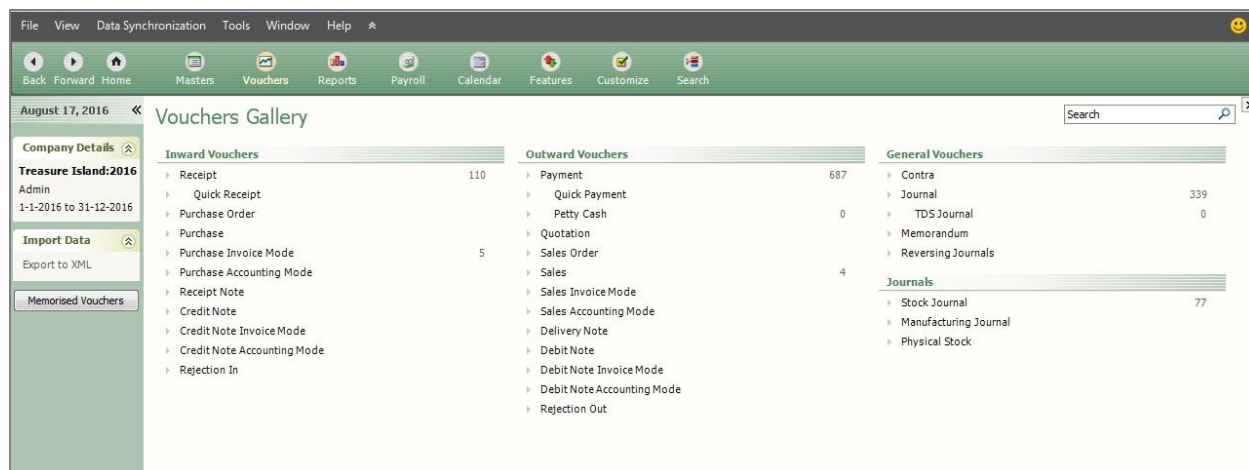 File View Data Synchronization Tools Window Help
Back Forward Home Masters Vouchers Reports Payroll Calendar Features Customize Search
August 17, 2016
Company Details
Treasure Island:2016
Admin
1-1-2016 to 31-12-2016
Import Data
Export to XML
Memorised Vouchers
Vouchers Gallery
Search
Inward Vouchers
Receipt 110
Quick Receipt
Purchase Order
Purchase
Purchase Invoice Mode 5
Purchase Accounting Mode
Receipt Note
Credit Note
Credit Note Invoice Mode
Credit Note Accounting Mode
Rejection In
Outward Vouchers
Payment 687
Quick Payment
Petty Cash 0
Quotation
Sales Order
Sales 4
Sales Invoice Mode
Sales Accounting Mode
Delivery Note
Debit Note
Debit Note Invoice Mode
Debit Note Accounting Mode
Rejection Out
General Vouchers
Contra
Journal 339
TDS Journal 0
Memorandum
Reversing Journals
Journals
Stock Journal 77
Manufacturing Journal
Physical Stock